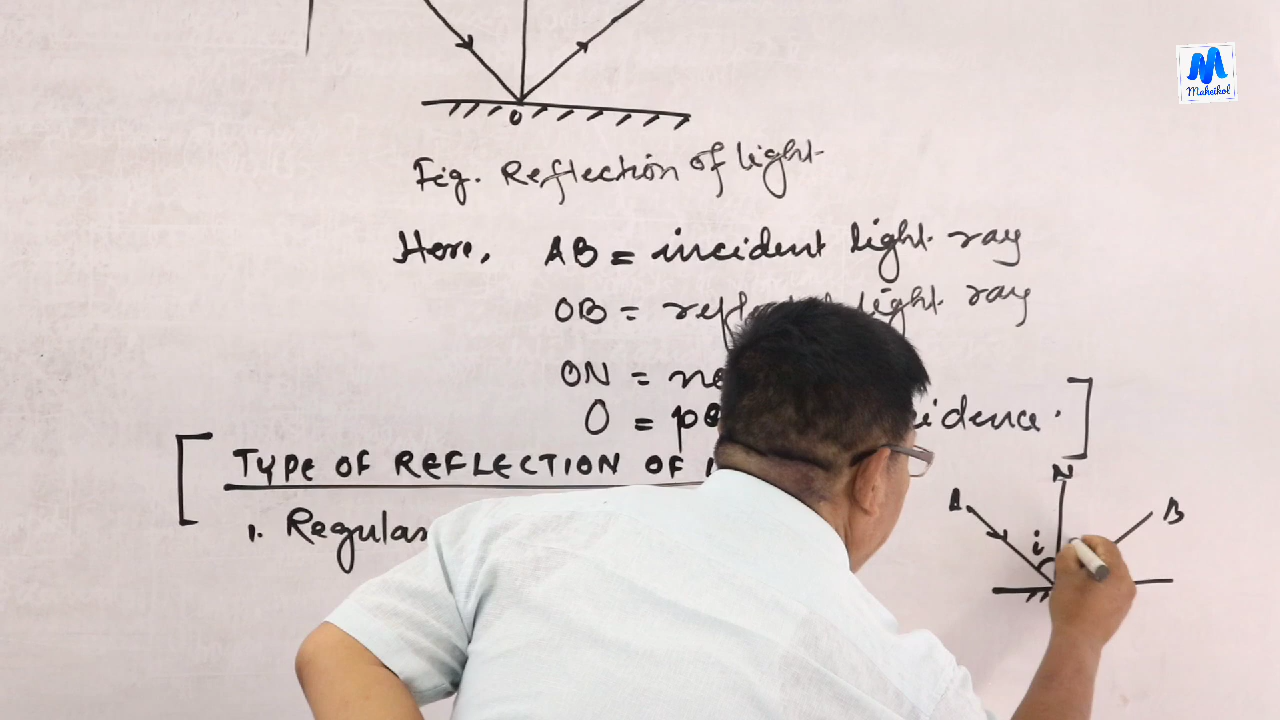 M
Maheikol
O
Fig. Reflection of light
Here, AB = incident light ray
OB = light ray
ON =
O = idence.
TYPE OF REFLECTION OF
1. Regular
N
A
B
i